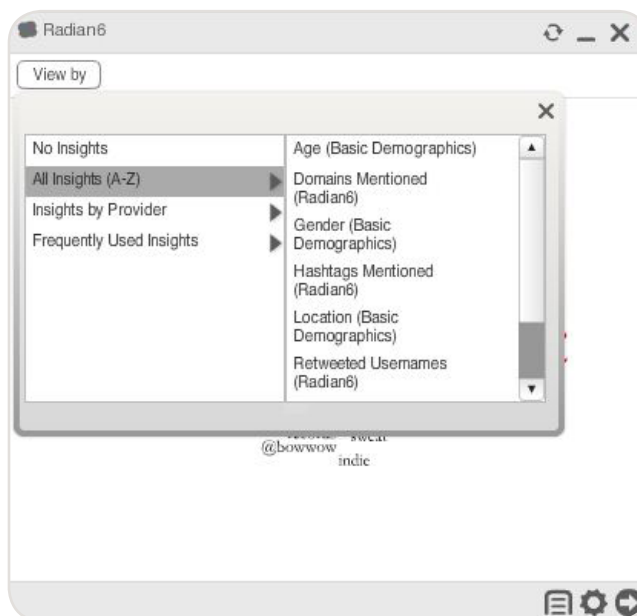 Radian6
View by
No Insights
All Insights (A-Z)
Insights by Provider
Frequently Used Insights
Age (Basic Demographics)
Domains Mentioned
(Radian6)
Gender (Basic
Demographics)
Hashtags Mentioned
(Radian6)
Location (Basic
Demographics)
Retweeted Usernames
(Radian6)
sweat
@bowwow
indie